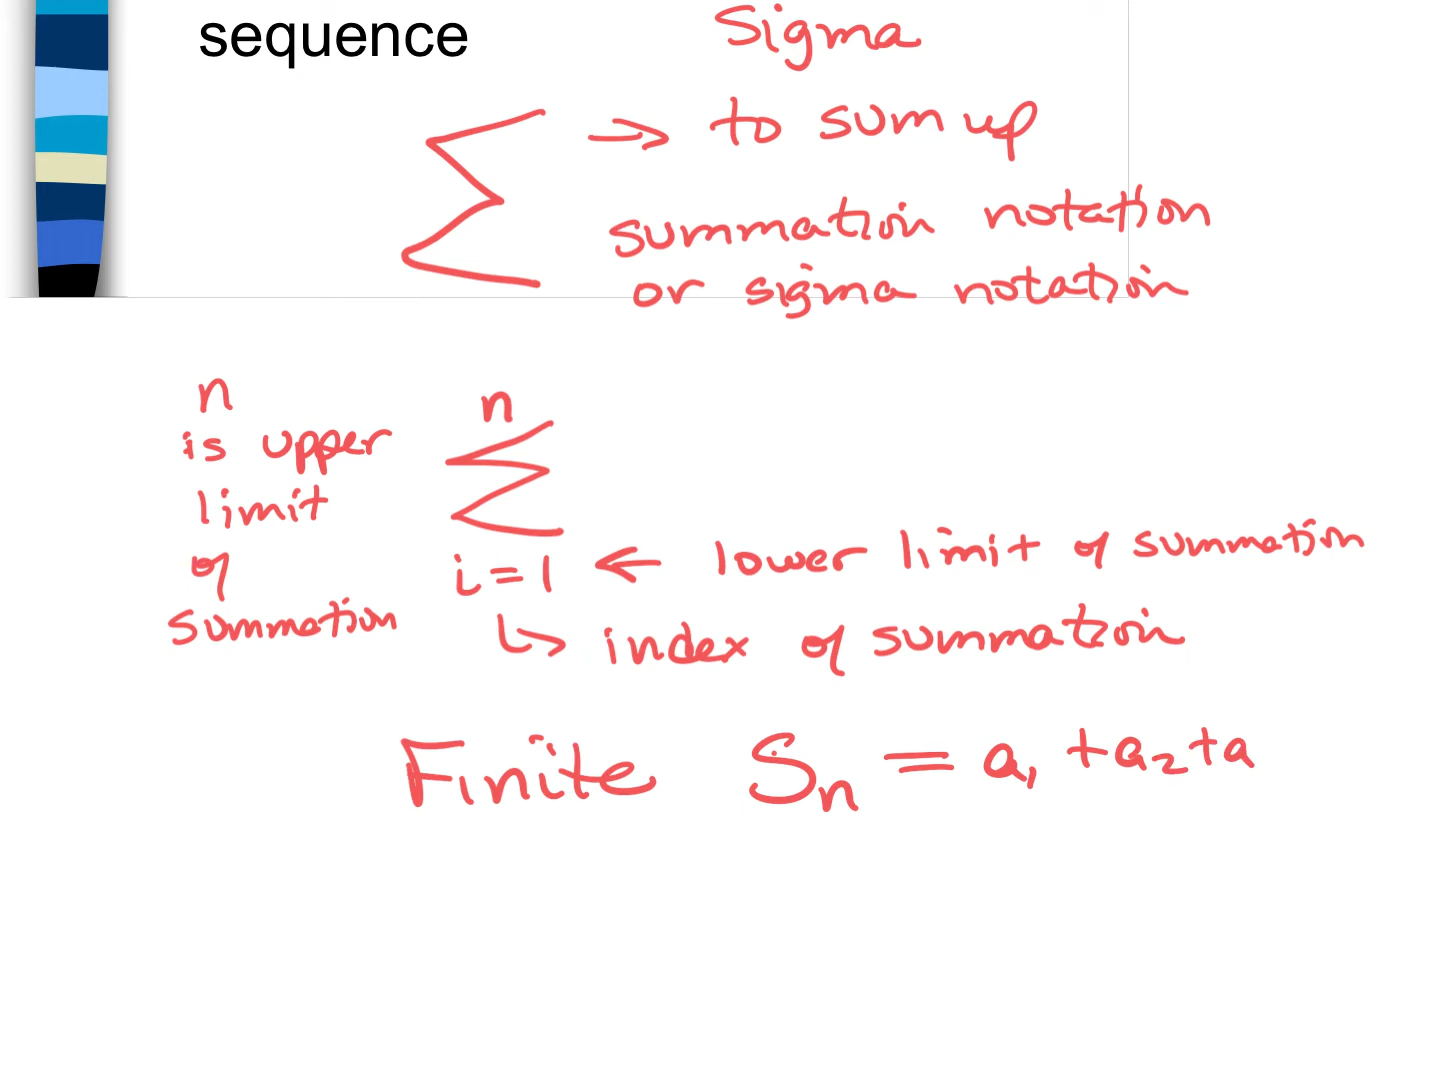 sequence
Sigma
Σ → to sum up
summation notation
or sigma notation
n
is upper
limit
of
summation
n
Σ
i = 1 ← lower limit of summation
↳ index of summation
Finite Sₙ = a₁ + a₂ + a